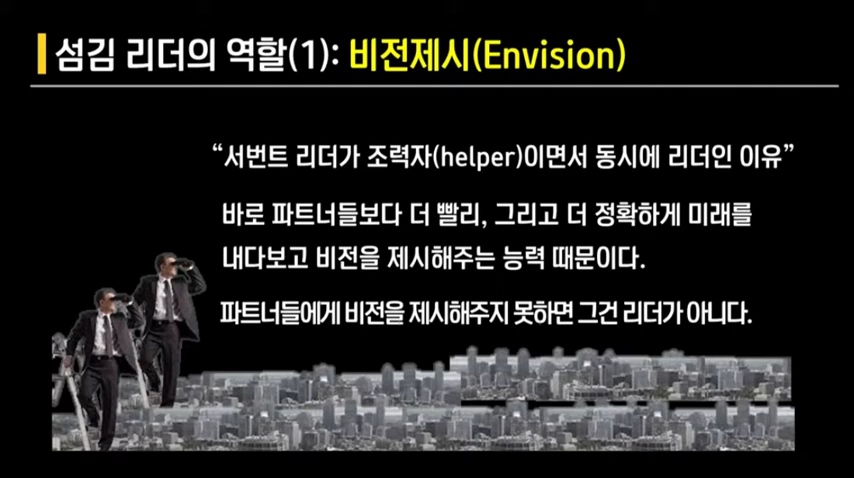 섬김 리더의 역할(1): 비전제시(Envision)
“서번트 리더가 조력자(helper)이면서 동시에 리더인 이유”
바로 파트너들보다 더 빨리, 그리고 더 정확하게 미래를
내다보고 비전을 제시해주는 능력 때문이다.
파트너들에게 비전을 제시해주지 못하면 그건 리더가 아니다.